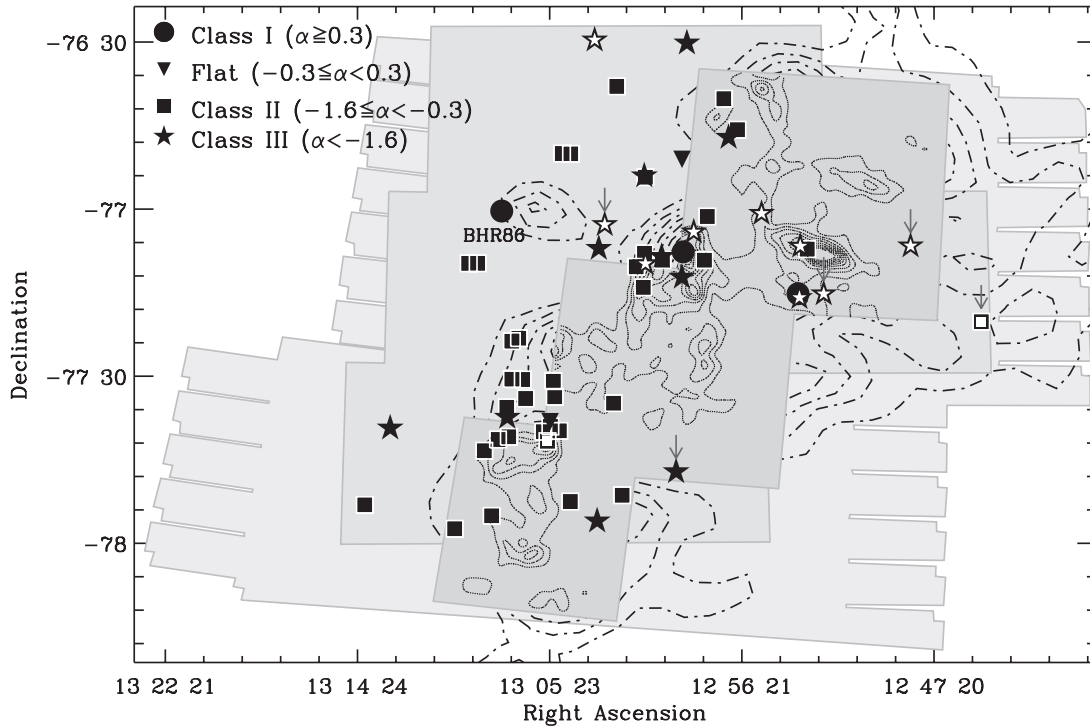 −76 30
Class I (α≧0.3)
Flat (−0.3≦α<0.3)
Class II (−1.6≦α<−0.3)
Class III (α<−1.6)
−77
BHR86
−77 30
−78
Declination
13 22 21 13 14 24 13 05 23 12 56 21 12 47 20
Right Ascension